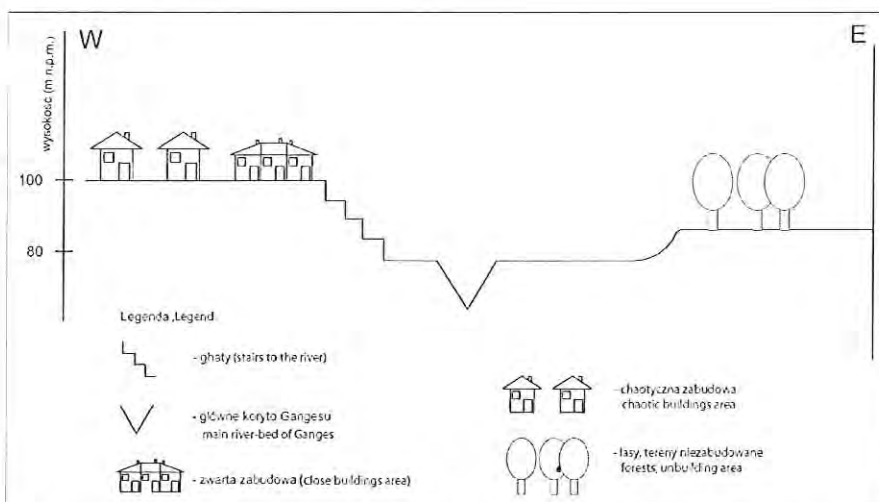 W
E
wysokość (m n.p.m.)
100
80
Legenda ,Legend
- ghaty (stairs to the river)
- główne koryto Gangesu
main river-bed of Ganges
- zwarta zabudowa (close buildings area)
- chaotyczna zabudowa
chaotic buildings area
- lasy, tereny niezabudowane
forests, unbuilding area